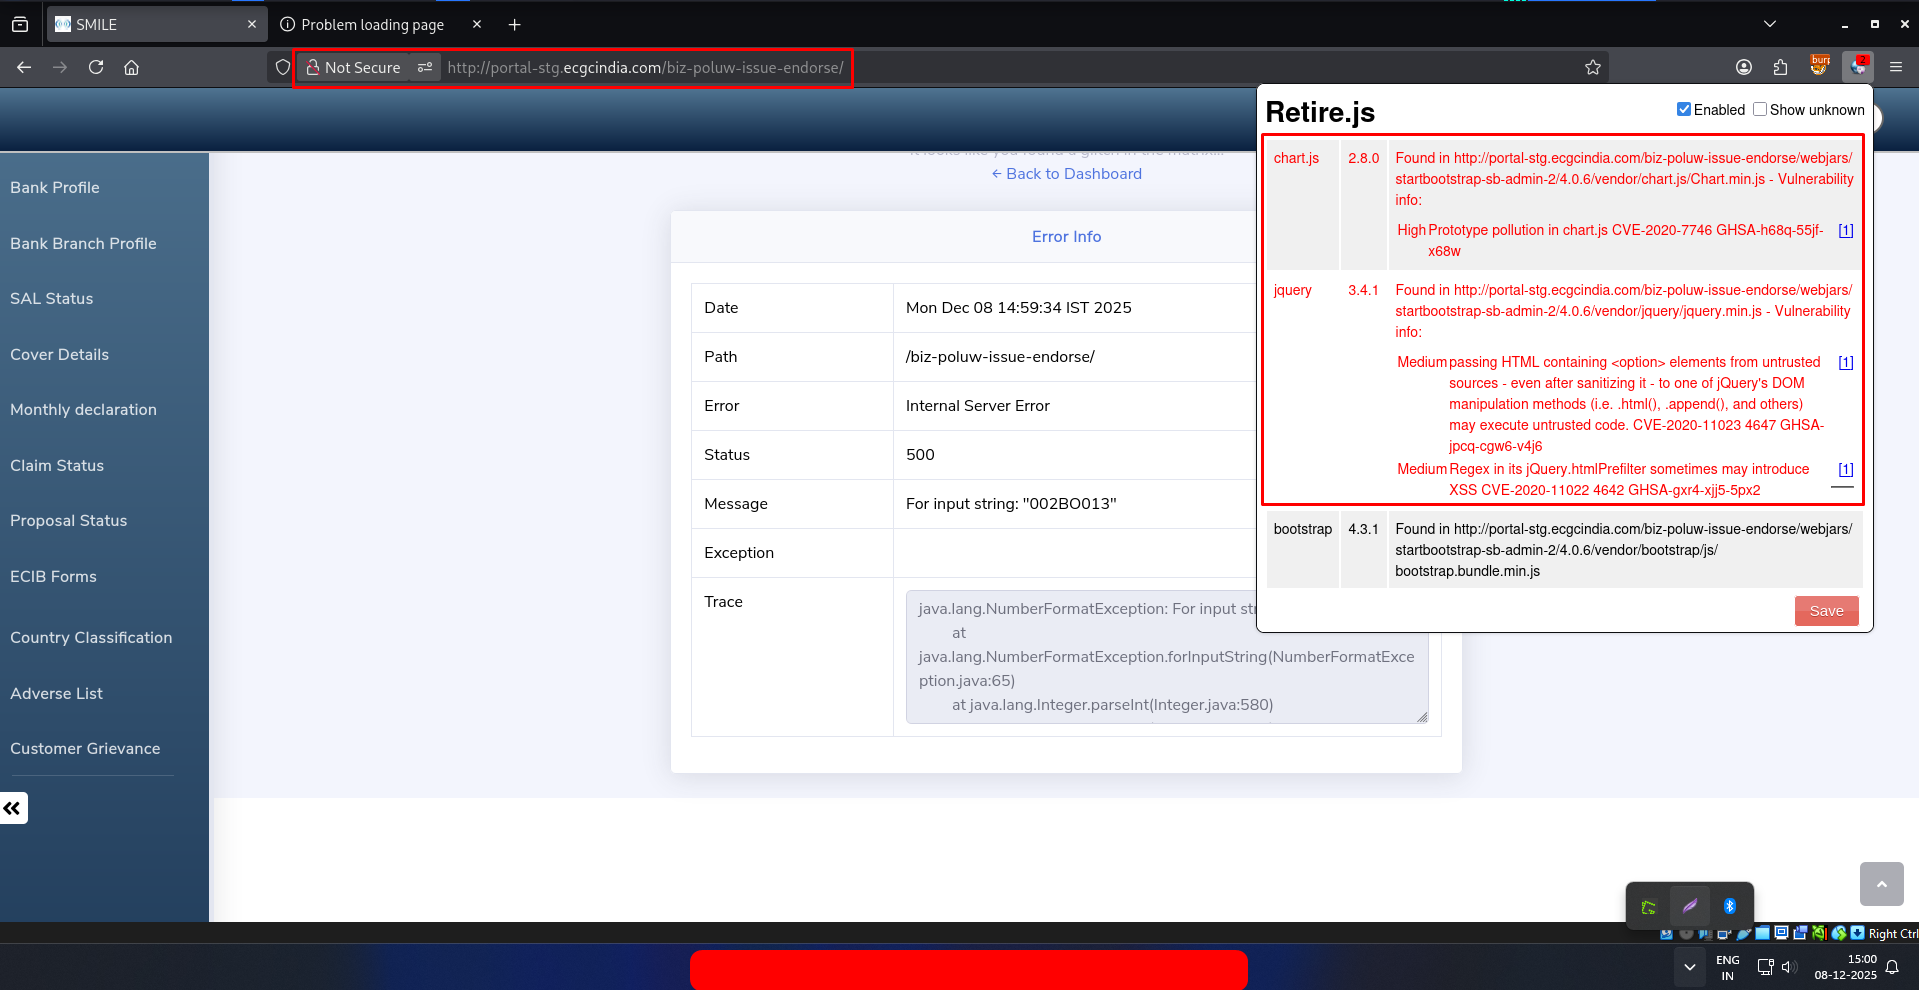 SMILE
Problem loading page
Not Secure
http://portal-stg.ecgcindia.com/biz-poluw-issue-endorse/
burp
2
Bank Profile
Bank Branch Profile
SAL Status
Cover Details
Monthly declaration
Claim Status
Proposal Status
ECIB Forms
Country Classification
Adverse List
Customer Grievance
It looks like you found a glitch in the matrix...
← Back to Dashboard
Error Info
Date Mon Dec 08 14:59:34 IST 2025
Path /biz-poluw-issue-endorse/
Error Internal Server Error
Status 500
Message For input string: "002BO013"
Exception
Trace
java.lang.NumberFormatException: For input
at
java.lang.NumberFormatException.forInputString(NumberFormatExce
ption.java:65)
at java.lang.Integer.parseInt(Integer.java:580)
Retire.js
Enabled Show unknown
chart.js 2.8.0 Found in http://portal-stg.ecgcindia.com/biz-poluw-issue-endorse/webjars/
startbootstrap-sb-admin-2/4.0.6/vendor/chart.js/Chart.min.js - Vulnerability
info:
High Prototype pollution in chart.js CVE-2020-7746 GHSA-h68q-55jf- [1]
x68w
jquery 3.4.1 Found in http://portal-stg.ecgcindia.com/biz-poluw-issue-endorse/webjars/
startbootstrap-sb-admin-2/4.0.6/vendor/jquery/jquery.min.js - Vulnerability
info:
Medium passing HTML containing <option> elements from untrusted [1]
sources - even after sanitizing it - to one of jQuery's DOM
manipulation methods (i.e. .html(), .append(), and others)
may execute untrusted code. CVE-2020-11023 4647 GHSA-
jpcq-cgw6-v4j6
Medium Regex in its jQuery.htmlPrefilter sometimes may introduce [1]
XSS CVE-2020-11022 4642 GHSA-gxr4-xjj5-5px2
bootstrap 4.3.1 Found in http://portal-stg.ecgcindia.com/biz-poluw-issue-endorse/webjars/
startbootstrap-sb-admin-2/4.0.6/vendor/bootstrap/js/
bootstrap.bundle.min.js
Save
Right Ctrl
ENG
IN
15:00
08-12-2025